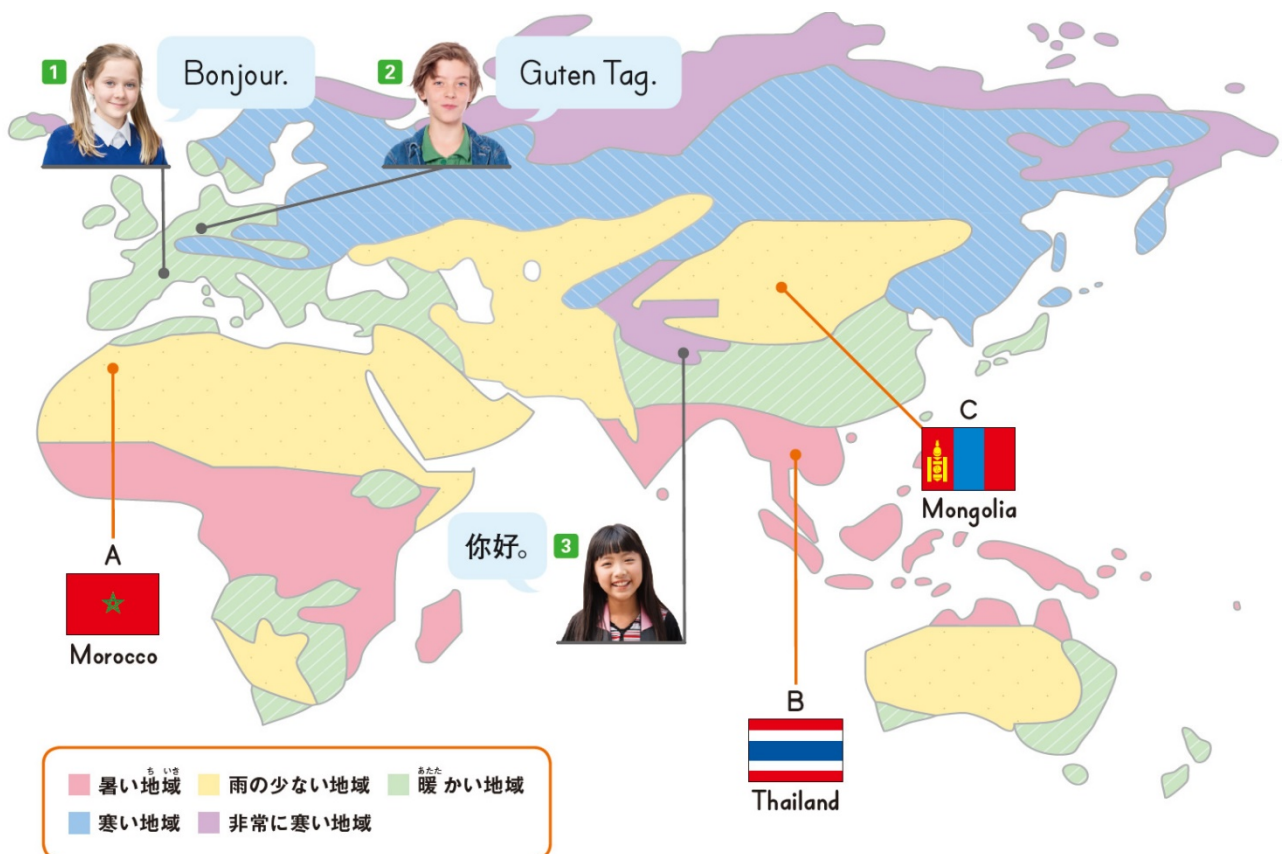 1
Bonjour.
2
Guten Tag.
你好。
3
A
Morocco
B
Thailand
C
Mongolia
暑い地域
ちいき
雨の少ない地域
暖かい地域
あたた
寒い地域
非常に寒い地域